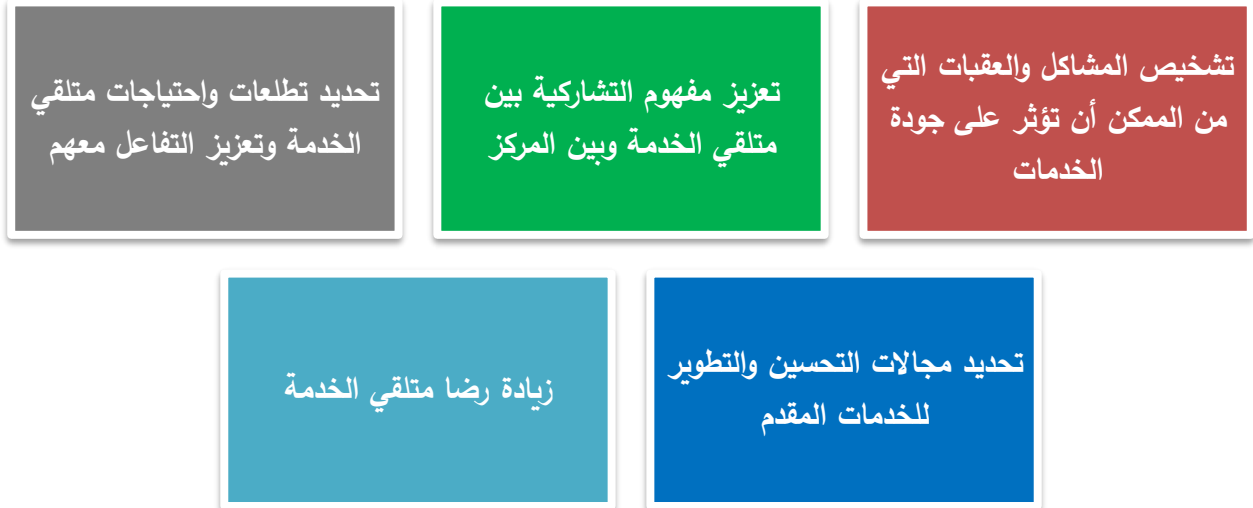 تشخيص المشاكل والعقبات التي
من الممكن أن تؤثر على جودة
الخدمات
تعزيز مفهوم التشاركية بين
متلقي الخدمة وبين المركز
تحديد تطلعات واحتياجات متلقي
الخدمة وتعزيز التفاعل معهم
تحديد مجالات التحسين والتطوير
للخدمات المقدم
زيادة رضا متلقي الخدمة